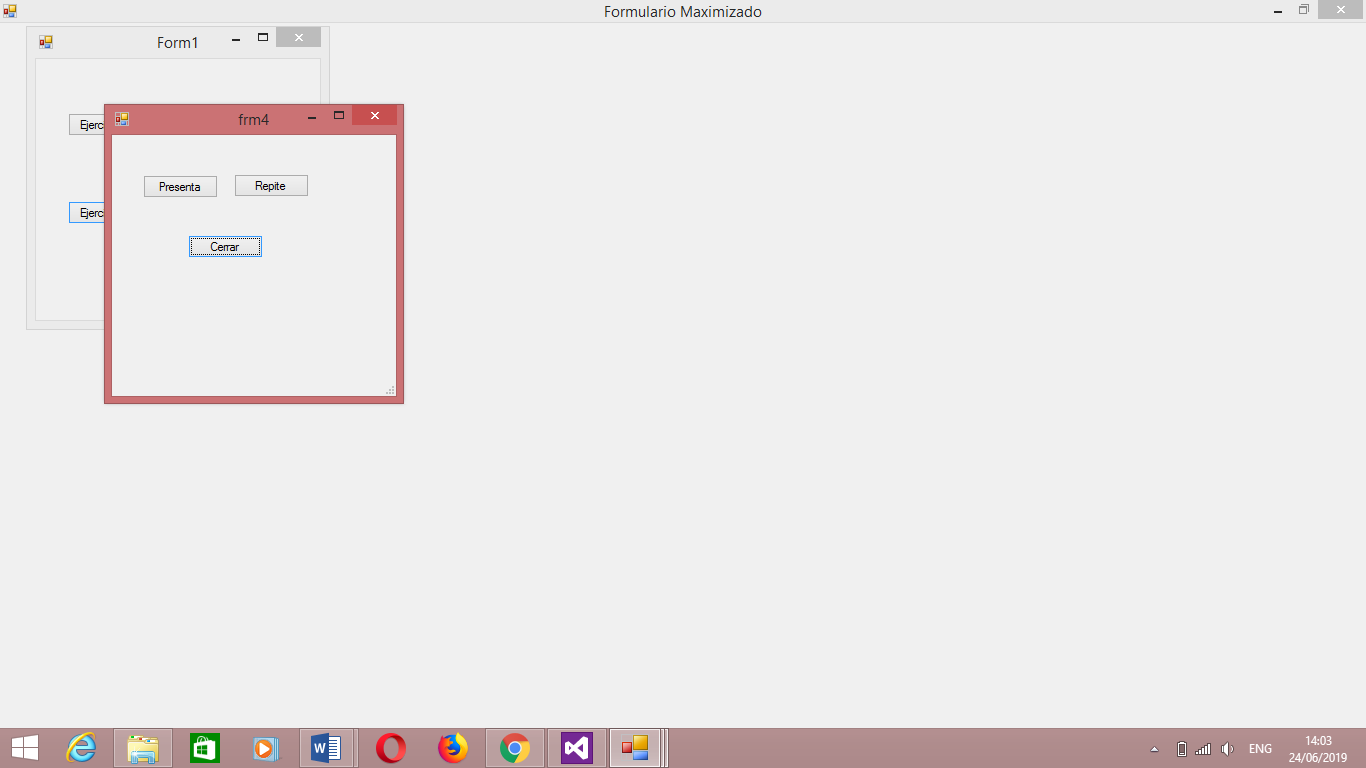 Formulario Maximizado
Form1
Ejerc
Ejerc
frm4
Presenta
Repite
Cerrar
ENG
14:03
24/06/2019